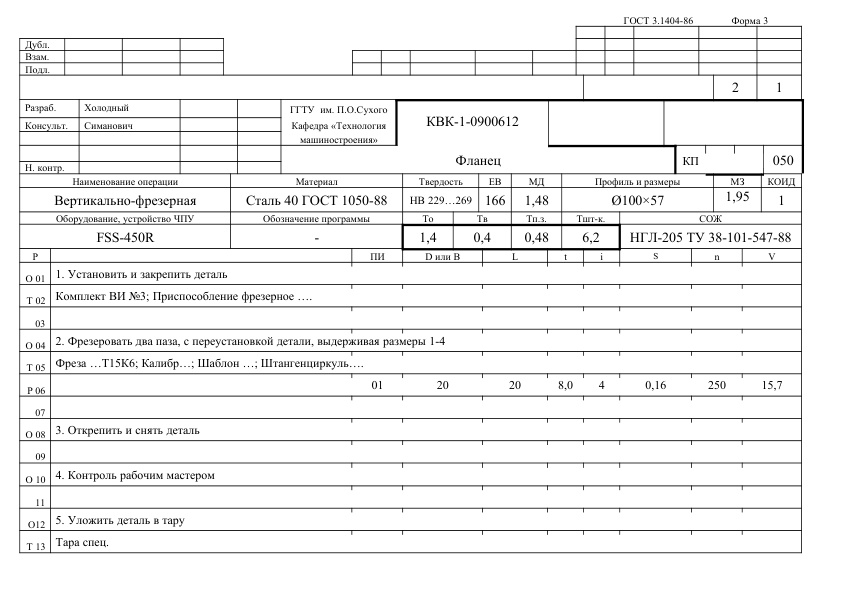 ГОСТ 3.1404-86 Форма 3
Дубл.
Взам.
Подл.
2 1
Разраб. Холодный ГГТУ им. П.О.Сухого КВК-1-0900612
Консульт. Симанович Кафедра «Технология
машиностроения»
Н. контр. Фланец КП 050
Наименование операции Материал Твердость ЕВ МД Профиль и размеры МЗ КОИД
Вертикально-фрезерная Сталь 40 ГОСТ 1050-88 НВ 229…269 166 1,48 Ø100×57 1,95 1
Оборудование, устройство ЧПУ Обозначение программы То Тв Тп.з. Тшт-к. СОЖ
FSS-450R - 1,4 0,4 0,48 6,2 НГЛ-205 ТУ 38-101-547-88
Р ПИ D или В L t i S n V
О 01 1. Установить и закрепить деталь
Т 02 Комплект ВИ №3; Приспособление фрезерное ….
03
О 04 2. Фрезеровать два паза, с переустановкой детали, выдерживая размеры 1-4
Т 05 Фреза …Т15К6; Калибр…; Шаблон …; Штангенциркуль….
Р 06 01 20 20 8,0 4 0,16 250 15,7
07
О 08 3. Открепить и снять деталь
09
О 10 4. Контроль рабочим мастером
11
О12 5. Уложить деталь в тару
Т 13 Тара спец.